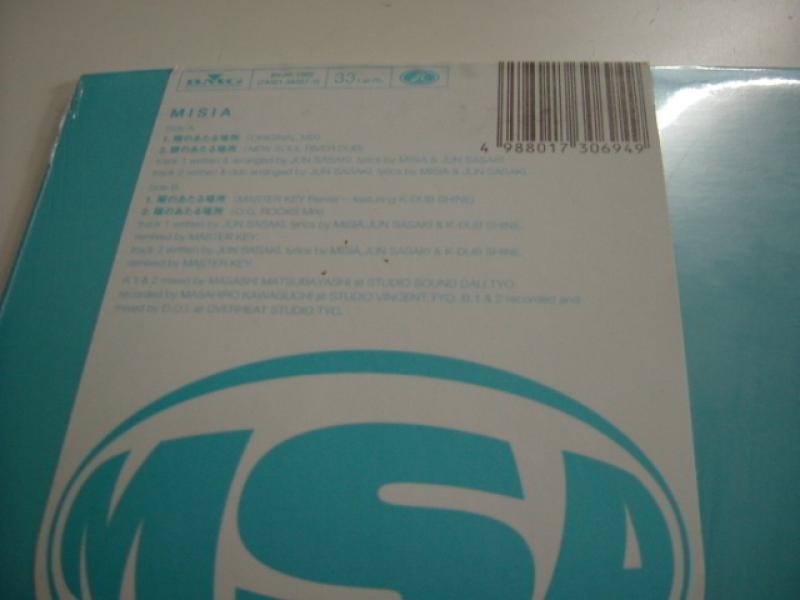 BMG
33 r.p.m.
R
MISIA
Side A
1. 陽のあたる場所 (ORIGINAL MIX)
2. 陽のあたる場所 (NEW SOUL RIVER DUB)
track 1 written & arranged by JUN SASAKI. lyrics by MISIA & JUN SASAKI.
track 2 written & dub arranged by JUN SASAKI. lyrics by MISIA & JUN SASAKI.
Side B
1. 陽のあたる場所 (MASTER KEY Remix - featuring K-DUB SHINE)
2. 陽のあたる場所 (O.G. ROCKS Mix)
track 1 written by JUN SASAKI. lyrics by MISIA,JUN SASAKI & K-DUB SHINE.
remixed by MASTER KEY.
track 2 written by JUN SASAKI. lyrics by MISIA,JUN SASAKI & K-DUB SHINE.
remixed by MASTER KEY.
A.1 & 2 mixed by MASASHI MATSUBAYASHI at STUDIO SOUND DALI,TYO.
recorded by MASAHIRO KAWAGUCHI at STUDIO VINCENT,TYO. B.1 & 2 recorded and
mixed by D.O.I. at OVERHEAT STUDIO TYO.
4 988017 306949
MSA